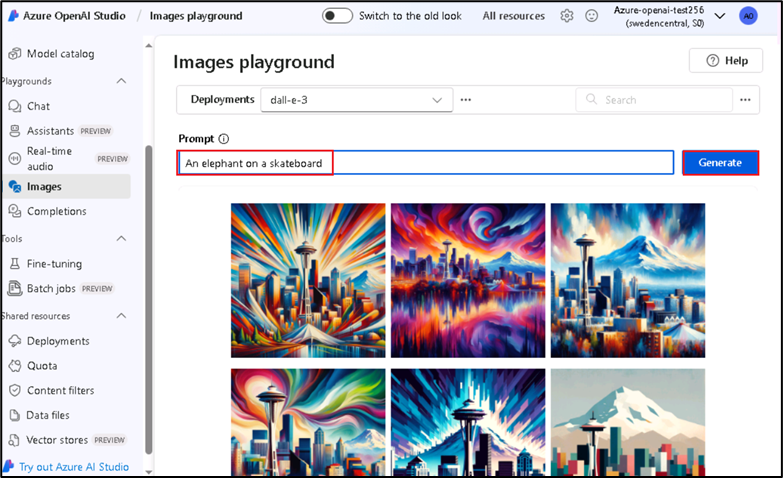 Azure OpenAI Studio / Images playground
Switch to the old look
All resources
Azure-openai-test256
(swedencentral, S0)
AO
Model catalog
Playgrounds
Chat
Assistants PREVIEW
Real-time
audio PREVIEW
Images
Completions
Tools
Fine-tuning
Batch jobs PREVIEW
Shared resources
Deployments
Quota
Content filters
Data files
Vector stores PREVIEW
Try out Azure AI Studio
Images playground
Help
Deployments dall-e-3
Search
Prompt
An elephant on a skateboard
Generate